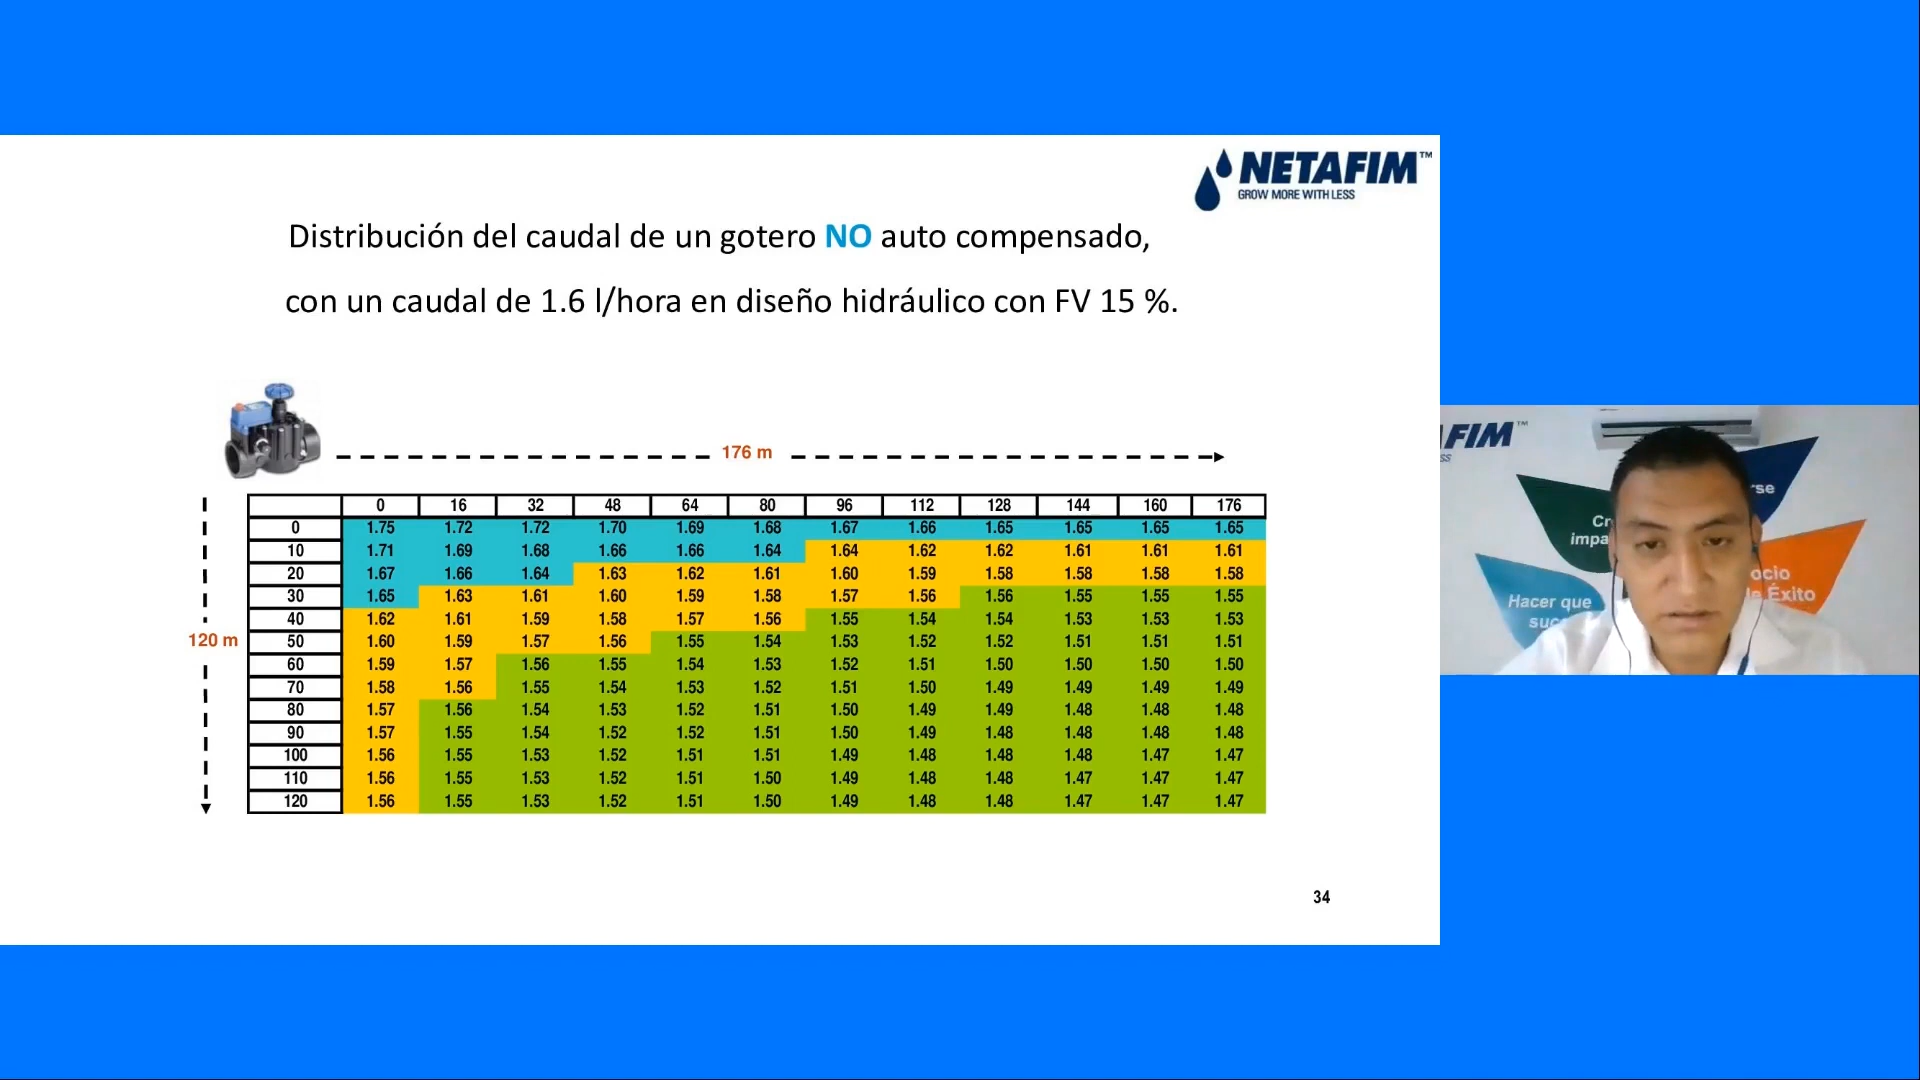 NETAFIM™
GROW MORE WITH LESS
Distribución del caudal de un gotero NO auto compensado,
con un caudal de 1.6 l/hora en diseño hidráulico con FV 15 %.
176 m
120 m
0 16 32 48 64 80 96 112 128 144 160 176
0 1.75 1.72 1.72 1.70 1.69 1.68 1.67 1.66 1.65 1.65 1.65 1.65
10 1.71 1.69 1.68 1.66 1.66 1.64 1.64 1.62 1.62 1.61 1.61 1.61
20 1.67 1.66 1.64 1.63 1.62 1.61 1.60 1.59 1.58 1.58 1.58 1.58
30 1.65 1.63 1.61 1.60 1.59 1.58 1.57 1.56 1.56 1.55 1.55 1.55
40 1.62 1.61 1.59 1.58 1.57 1.56 1.55 1.54 1.54 1.53 1.53 1.53
50 1.60 1.59 1.57 1.56 1.55 1.54 1.53 1.52 1.52 1.51 1.51 1.51
60 1.59 1.57 1.56 1.55 1.54 1.53 1.52 1.51 1.50 1.50 1.50 1.50
70 1.58 1.56 1.55 1.54 1.53 1.52 1.51 1.50 1.49 1.49 1.49 1.49
80 1.57 1.56 1.54 1.53 1.52 1.51 1.50 1.49 1.49 1.48 1.48 1.48
90 1.57 1.55 1.54 1.52 1.52 1.51 1.50 1.49 1.48 1.48 1.48 1.48
100 1.56 1.55 1.53 1.52 1.51 1.51 1.49 1.48 1.48 1.48 1.47 1.47
110 1.56 1.55 1.53 1.52 1.51 1.50 1.49 1.48 1.48 1.47 1.47 1.47
120 1.56 1.55 1.53 1.52 1.51 1.50 1.49 1.48 1.48 1.47 1.47 1.47
34
FIM™
SS
Hacer que
Éxito